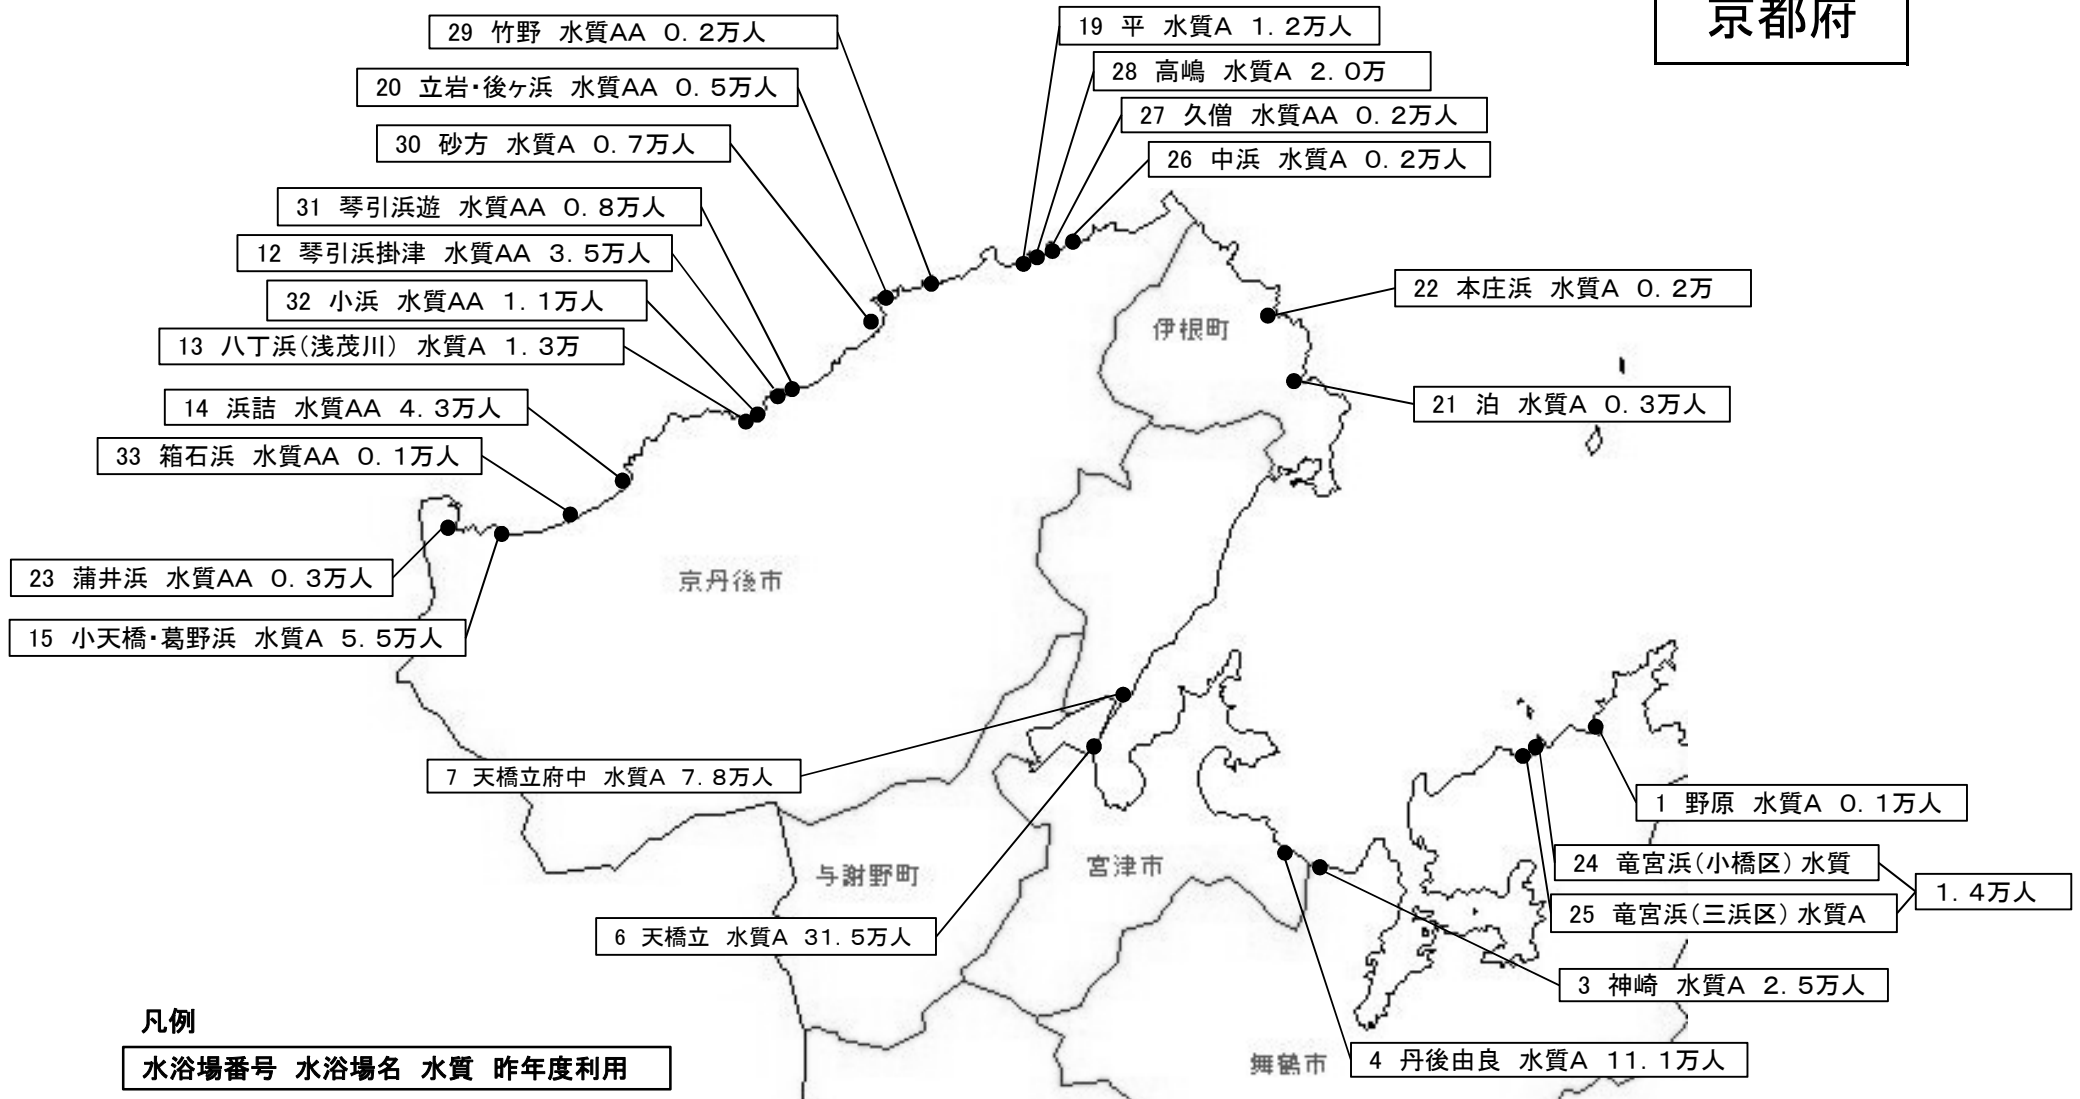 京都府
29 竹野 水質AA 0.2万人
19 平 水質A 1.2万人
20 立岩・後ヶ浜 水質AA 0.5万人
28 高嶋 水質A 2.0万
27 久僧 水質AA 0.2万人
30 砂方 水質A 0.7万人
26 中浜 水質A 0.2万人
31 琴引浜遊 水質AA 0.8万人
12 琴引浜掛津 水質AA 3.5万人
32 小浜 水質AA 1.1万人
22 本庄浜 水質A 0.2万
伊根町
13 八丁浜(浅茂川) 水質A 1.3万
14 浜詰 水質AA 4.3万人
21 泊 水質A 0.3万人
33 箱石浜 水質AA 0.1万人
23 蒲井浜 水質AA 0.3万人
京丹後市
15 小天橋・葛野浜 水質A 5.5万人
7 天橋立府中 水質A 7.8万人
1 野原 水質A 0.1万人
24 竜宮浜(小橋区) 水質
与謝野町
宮津市
1.4万人
25 竜宮浜(三浜区) 水質A
6 天橋立 水質A 31.5万人
3 神崎 水質A 2.5万人
凡例
4 丹後由良 水質A 11.1万人
舞鶴市
水浴場番号 水浴場名 水質 昨年度利用